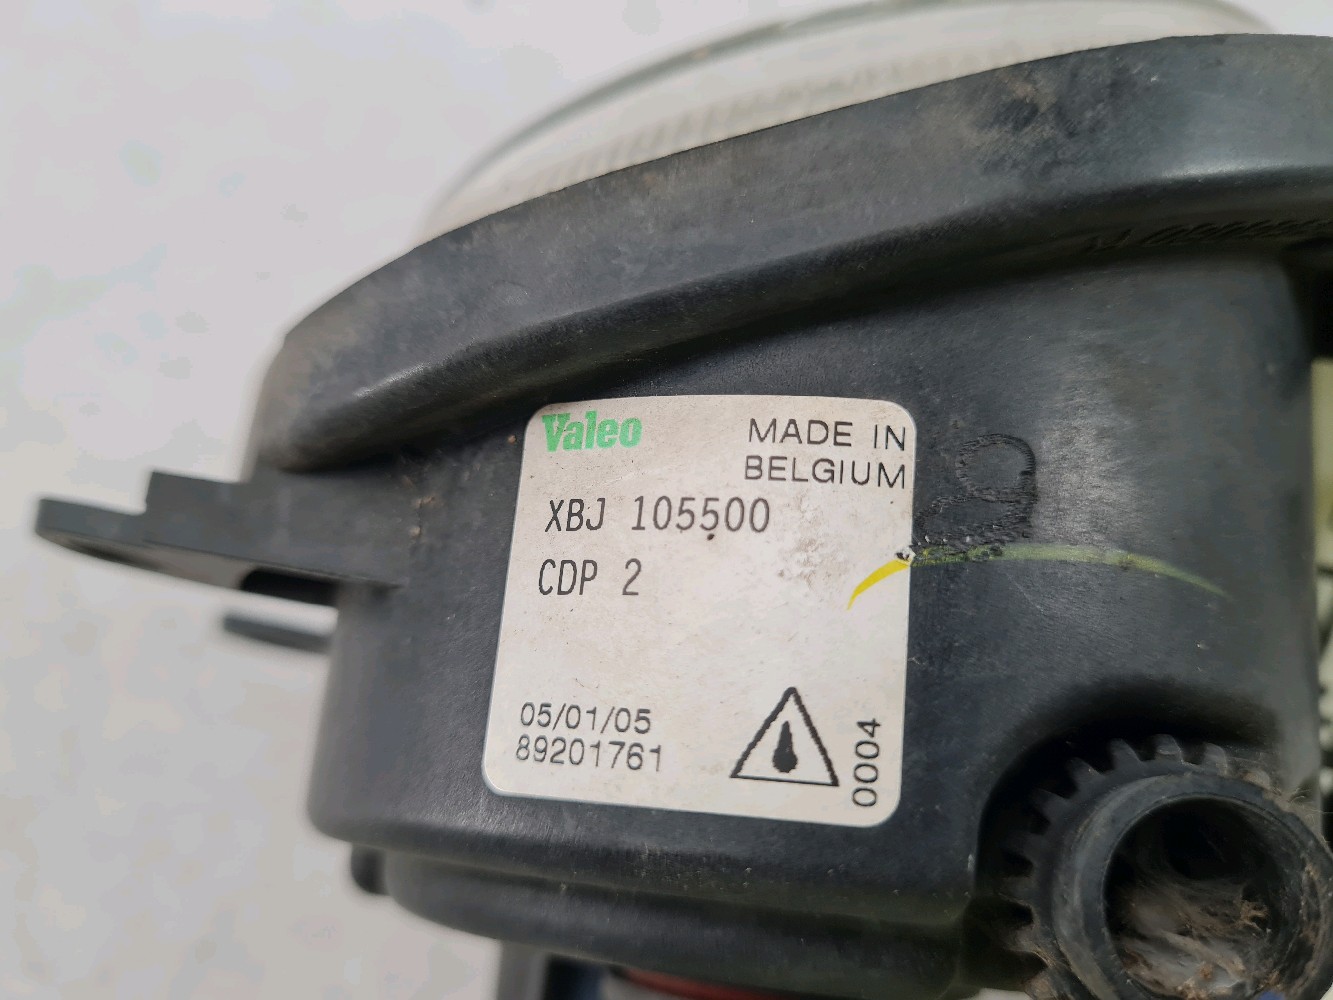 Valeo
MADE IN
BELGIUM
XBJ 105500
CDP 2
05/01/05
89201761
0004